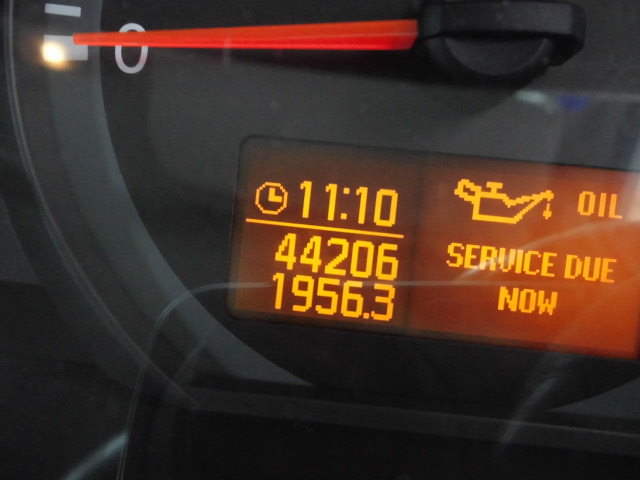 0
11:10
44206
1956.3
OIL
SERVICE DUE
NOW